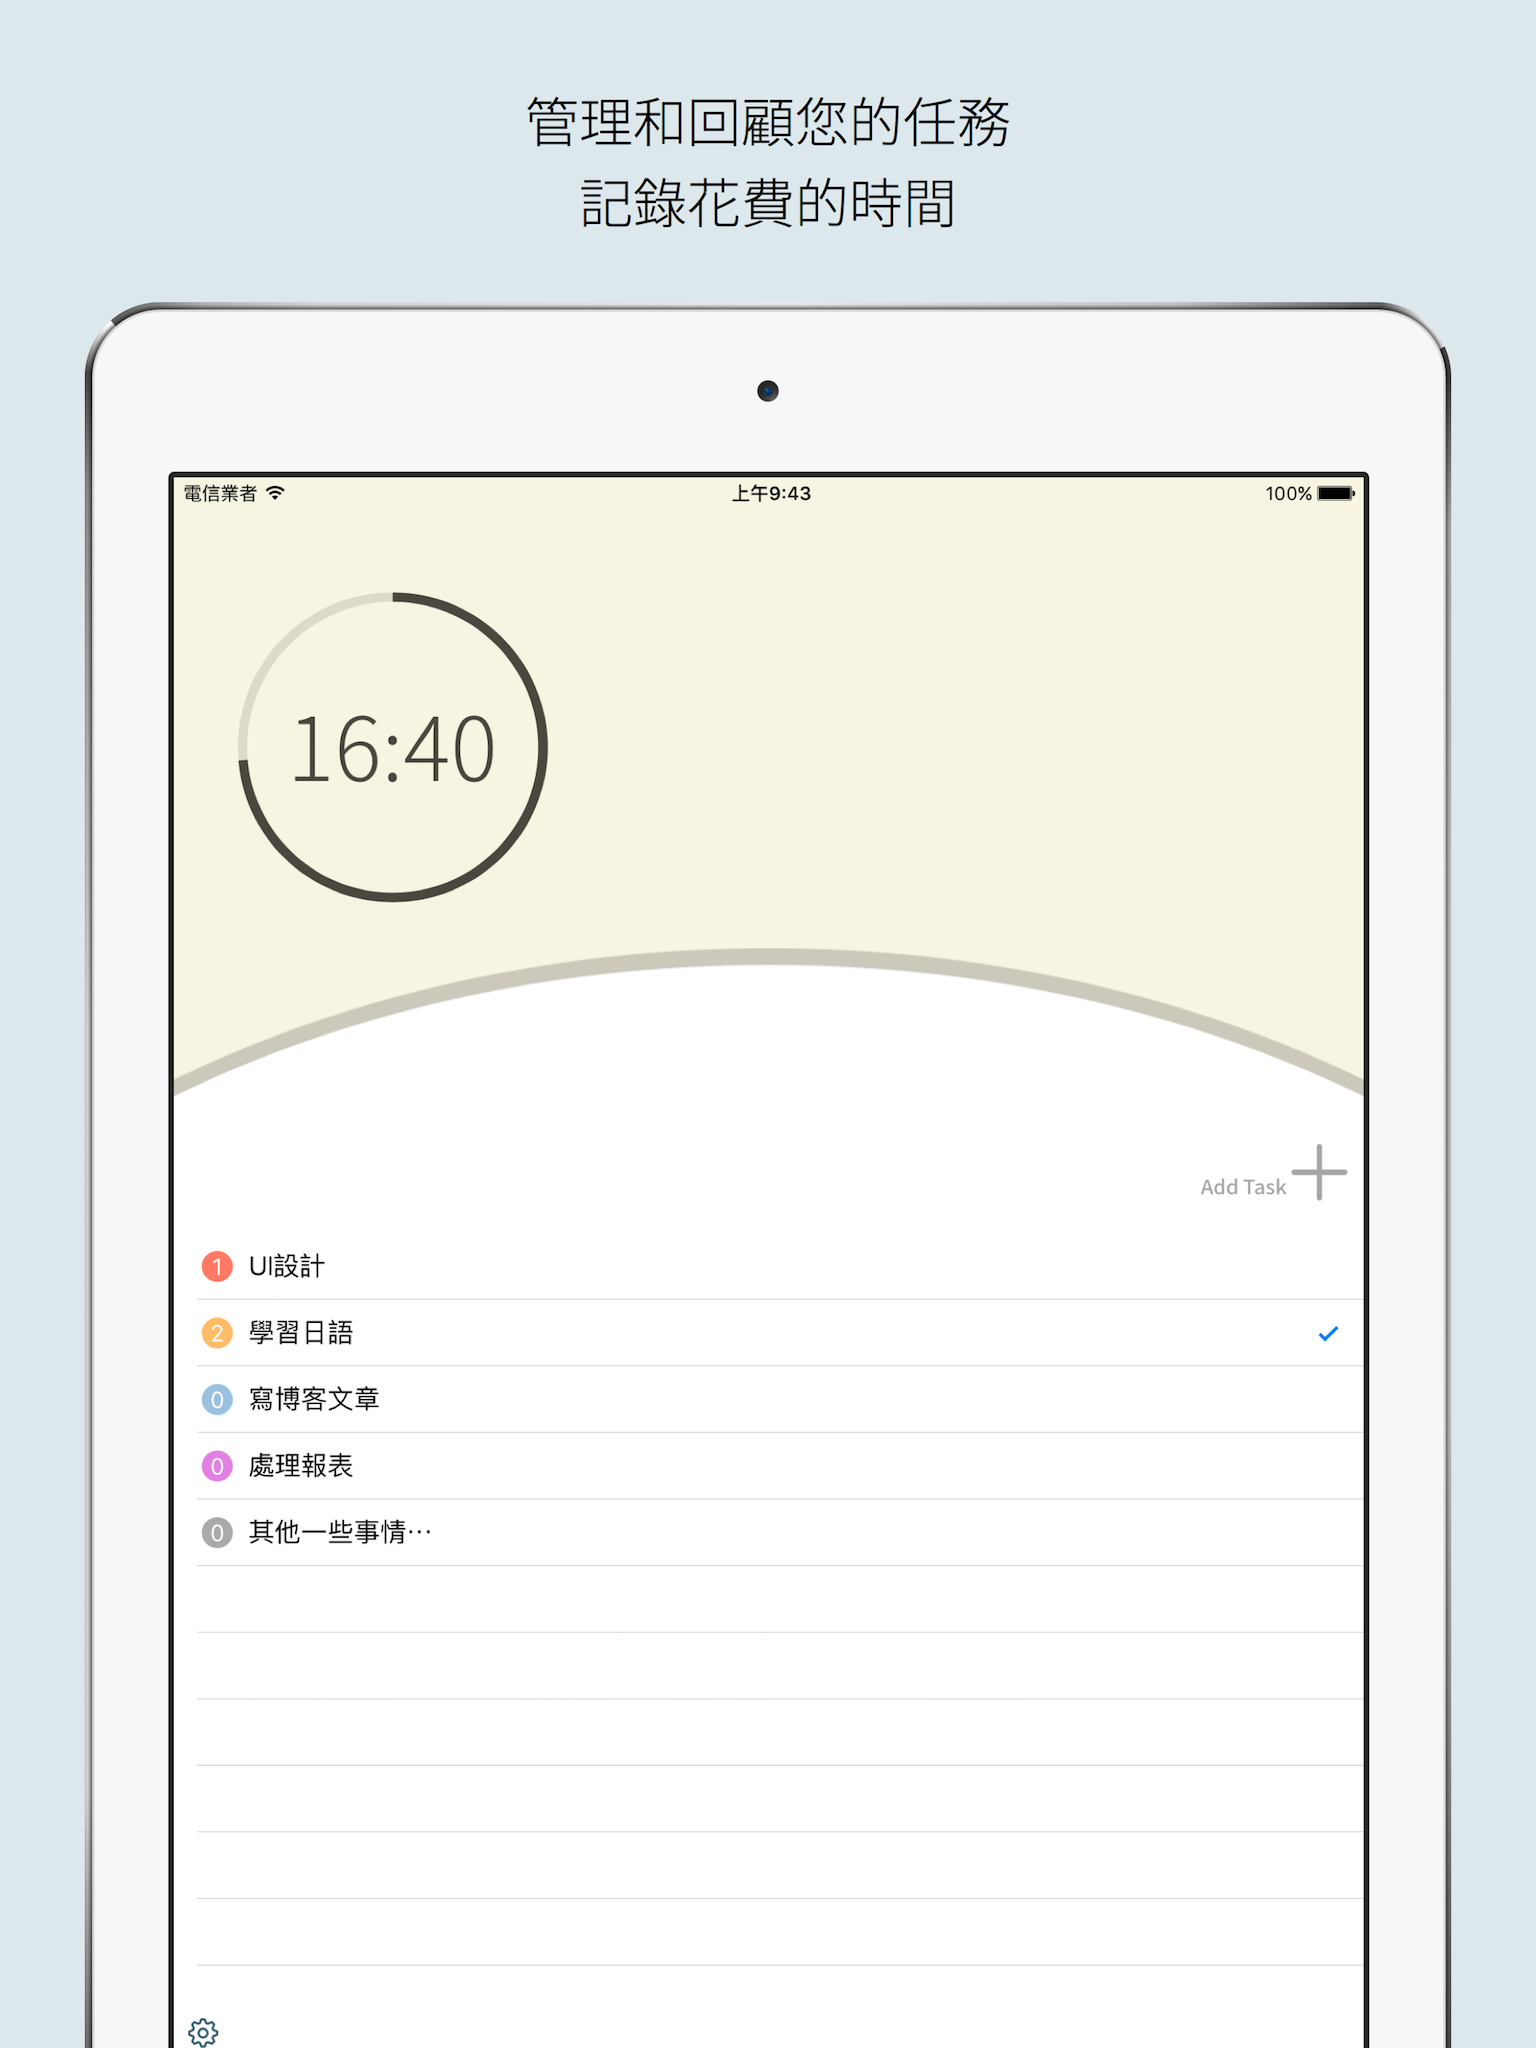 管理和回顧您的任務
記錄花費的時間
電信業者 上午9:43 100%
16:40
Add Task
1 UI設計
2 學習日語
0 寫博客文章
0 處理報表
0 其他一些事情⋯